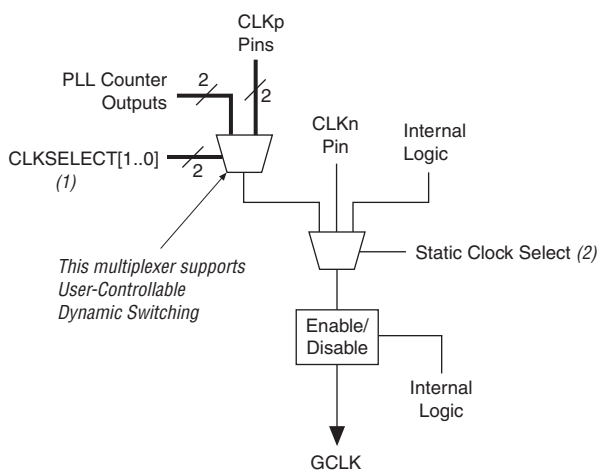 CLKp
Pins
PLL Counter
Outputs
2
2
CLKn
Pin
Internal
Logic
CLKSELECT[1..0]
(1)
2
This multiplexer supports
User-Controllable
Dynamic Switching
Static Clock Select (2)
Enable/
Disable
Internal
Logic
GCLK